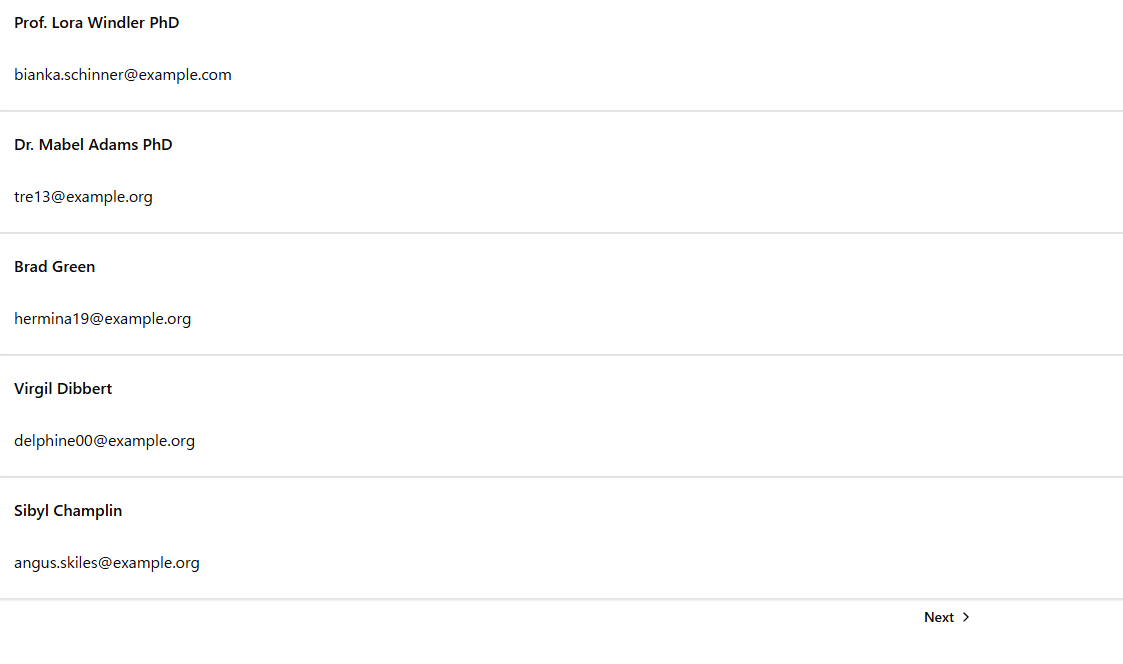 Prof. Lora Windler PhD
bianka.schinner@example.com
Dr. Mabel Adams PhD
tre13@example.org
Brad Green
hermina19@example.org
Virgil Dibbert
delphine00@example.org
Sibyl Champlin
angus.skiles@example.org
Next